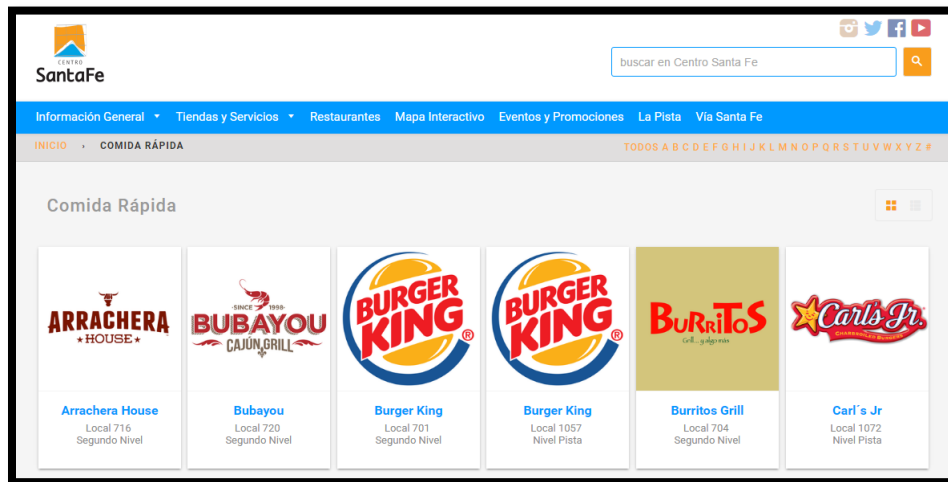 CENTRO
SantaFe
buscar en Centro Santa Fe
Información General Tiendas y Servicios Restaurantes Mapa Interactivo Eventos y Promociones La Pista Vía Santa Fe
INICIO › COMIDA RÁPIDA
TODOS A B C D E F G H I J K L M N O P Q R S T U V W X Y Z #
Comida Rápida
ARRACHERA
HOUSE
-SINCE 1998-
BUBAYOU
CAJÚN GRILL
BURGER
KING
®
BURGER
KING
®
BURRiToS
Grill... y algo más
Carl's Jr.
CHARBROILED BURGERS
Arrachera House
Local 716
Segundo Nivel
Bubayou
Local 720
Segundo Nivel
Burger King
Local 701
Segundo Nivel
Burger King
Local 1057
Nivel Pista
Burritos Grill
Local 704
Segundo Nivel
Carl´s Jr
Local 1072
Nivel Pista